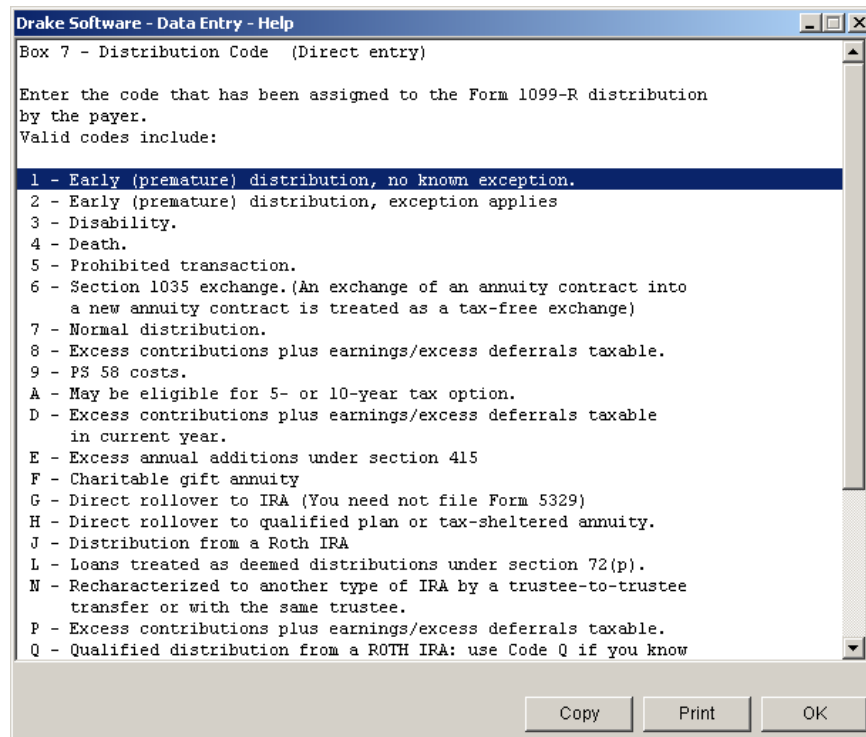 Drake Software - Data Entry - Help
Box 7 - Distribution Code  (Direct entry)
Enter the code that has been assigned to the Form 1099-R distribution
by the payer.
Valid codes include:
1 - Early (premature) distribution, no known exception.
2 - Early (premature) distribution, exception applies
3 - Disability.
4 - Death.
5 - Prohibited transaction.
6 - Section 1035 exchange.(An exchange of an annuity contract into
a new annuity contract is treated as a tax-free exchange)
7 - Normal distribution.
8 - Excess contributions plus earnings/excess deferrals taxable.
9 - PS 58 costs.
A - May be eligible for 5- or 10-year tax option.
D - Excess contributions plus earnings/excess deferrals taxable
in current year.
E - Excess annual additions under section 415
F - Charitable gift annuity
G - Direct rollover to IRA (You need not file Form 5329)
H - Direct rollover to qualified plan or tax-sheltered annuity.
J - Distribution from a Roth IRA
L - Loans treated as deemed distributions under section 72(p).
N - Recharacterized to another type of IRA by a trustee-to-trustee
transfer or with the same trustee.
P - Excess contributions plus earnings/excess deferrals taxable.
Q - Qualified distribution from a ROTH IRA: use Code Q if you know
Copy Print OK